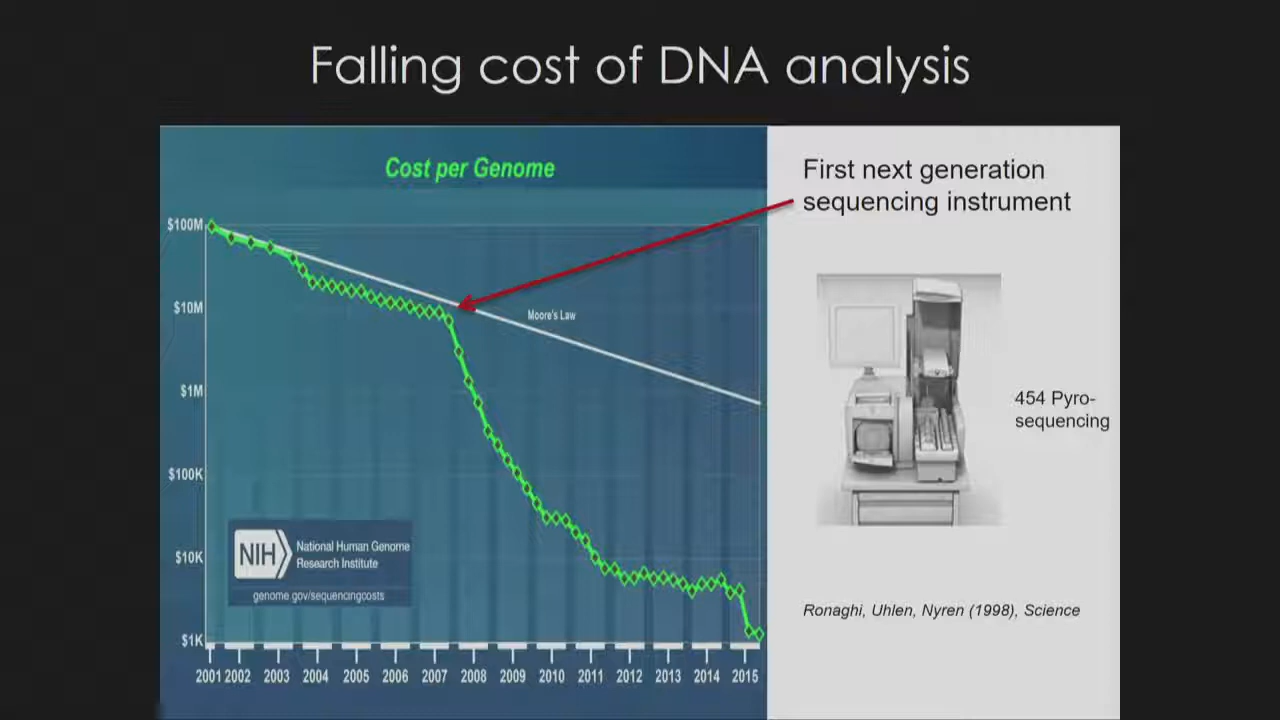 Falling cost of DNA analysis
Cost per Genome
First next generation
sequencing instrument
$100M
$10M
$1M
$100K
$10K
$1K
Moore's Law
454 Pyro-
sequencing
NIH
National Human Genome
Research Institute
genome.gov/sequencingcosts
Ronaghi, Uhlen, Nyren (1998), Science
2001 2002 2003 2004 2005 2006 2007 2008 2009 2010 2011 2012 2013 2014 2015